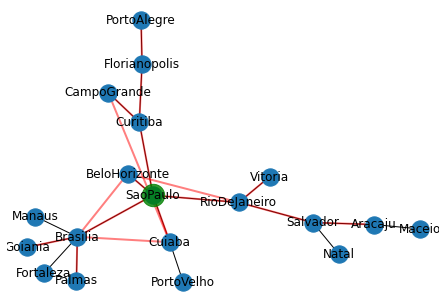 PortoAlegre
Florianopolis
CampoGrande
Curitiba
BeloHorizonte
Vitoria
SaoPaulo
RioDeJaneiro
Manaus
Salvador
Aracaju
Maceio
Brasilia
Goiania
Cuiaba
Natal
Fortaleza
Palmas
PortoVelho